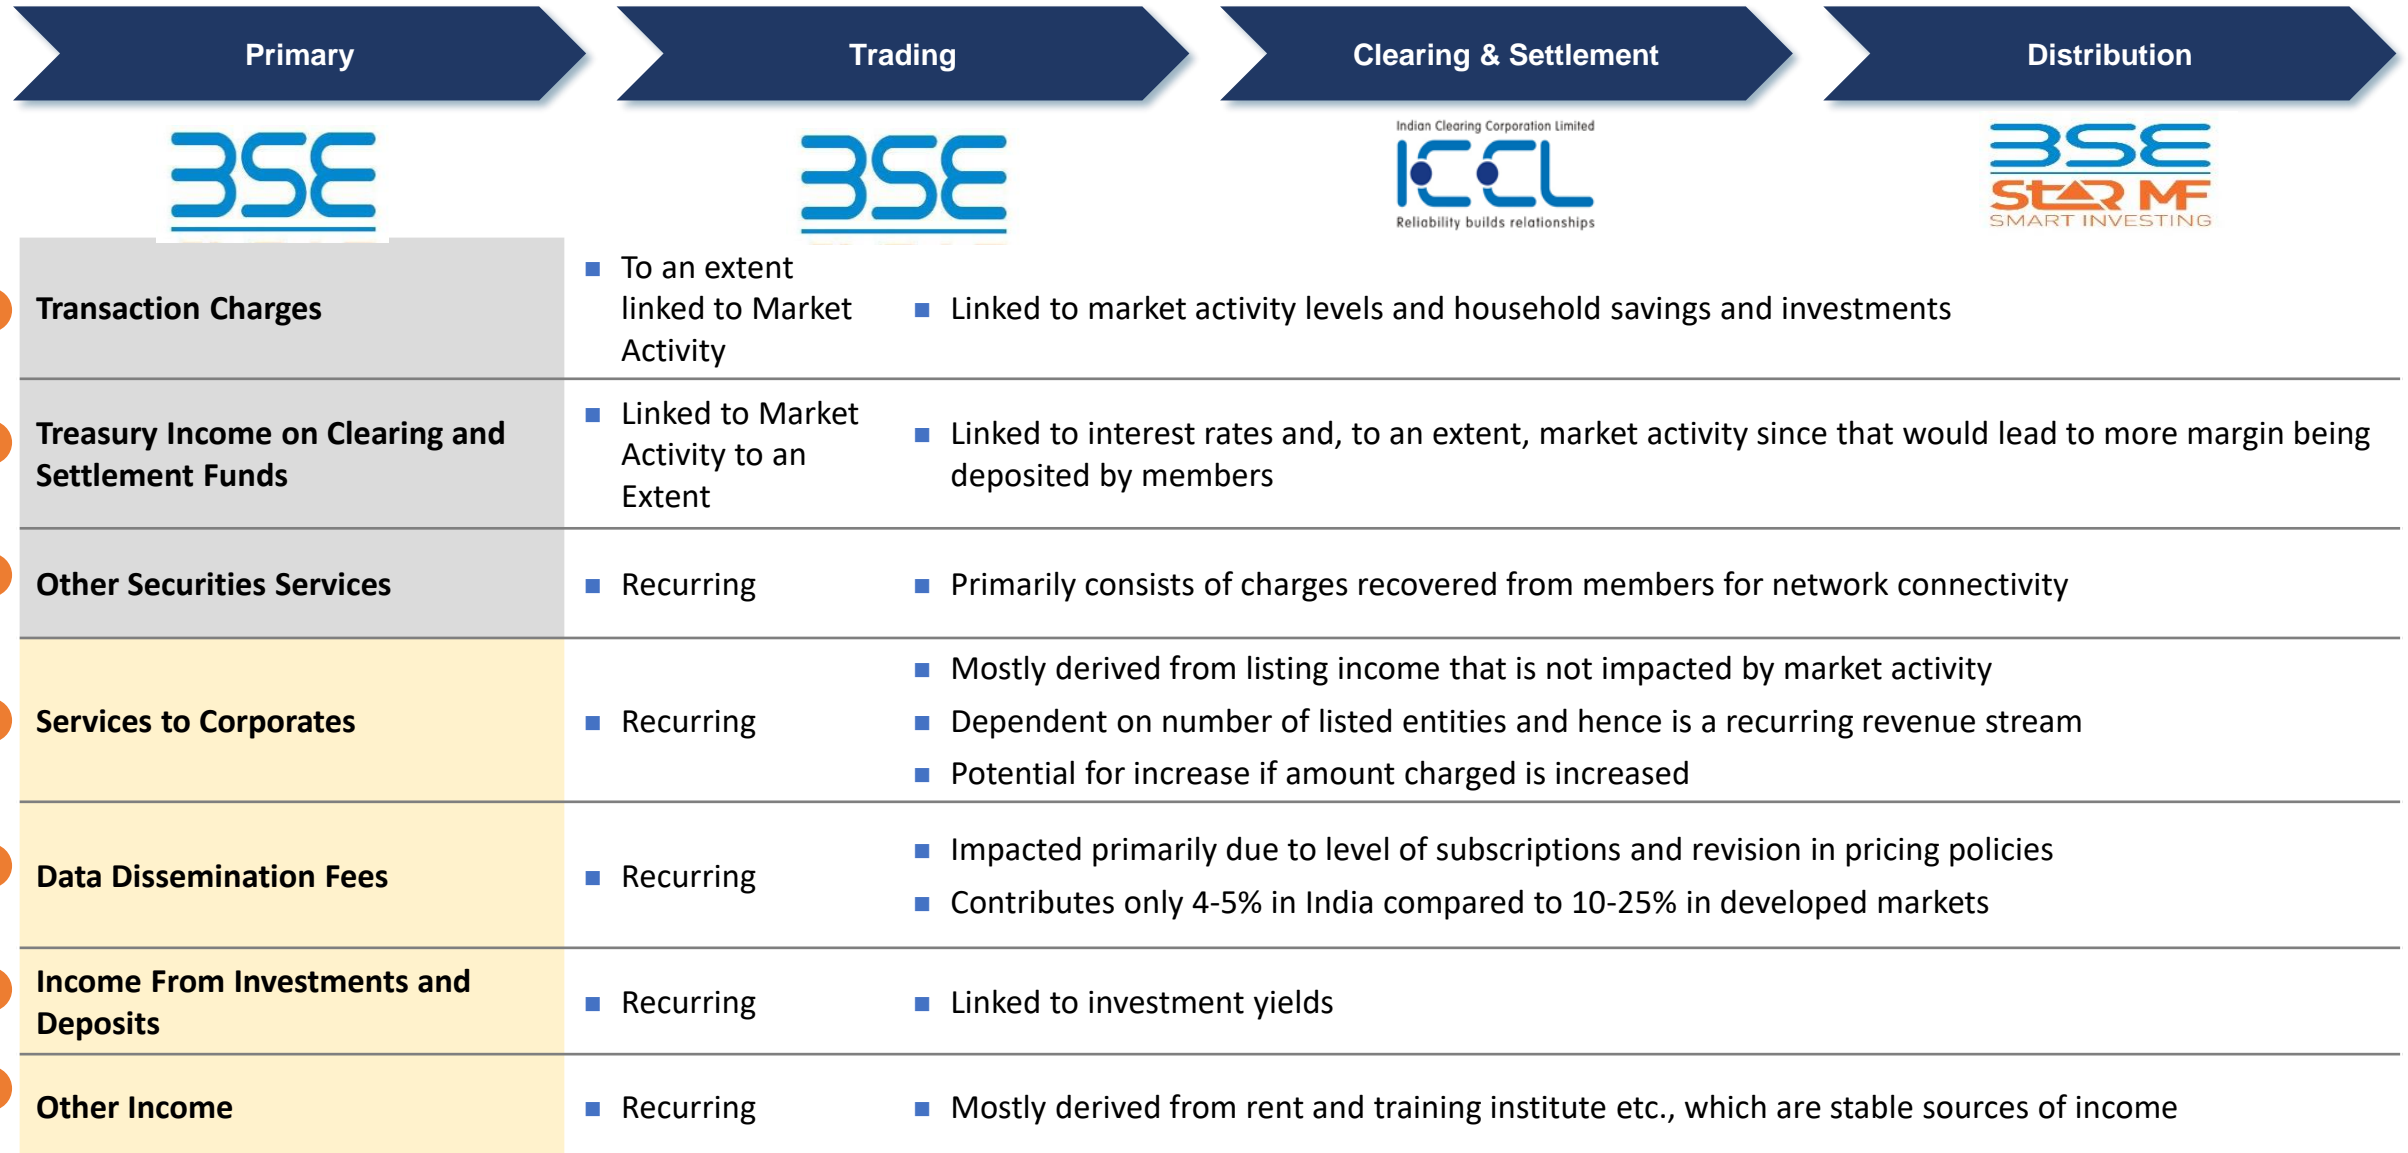 Primary
Trading
Clearing & Settlement
Distribution
BSE
BSE
Indian Clearing Corporation Limited
ICCL
Reliability builds relationships
BSE
StAR MF
SMART INVESTING
Transaction Charges
To an extent
linked to Market
Activity
Linked to market activity levels and household savings and investments
Treasury Income on Clearing and
Settlement Funds
Linked to Market
Activity to an
Extent
Linked to interest rates and, to an extent, market activity since that would lead to more margin being
deposited by members
Other Securities Services
Recurring
Primarily consists of charges recovered from members for network connectivity
Services to Corporates
Recurring
Mostly derived from listing income that is not impacted by market activity
Dependent on number of listed entities and hence is a recurring revenue stream
Potential for increase if amount charged is increased
Data Dissemination Fees
Recurring
Impacted primarily due to level of subscriptions and revision in pricing policies
Contributes only 4-5% in India compared to 10-25% in developed markets
Income From Investments and
Deposits
Recurring
Linked to investment yields
Other Income
Recurring
Mostly derived from rent and training institute etc., which are stable sources of income